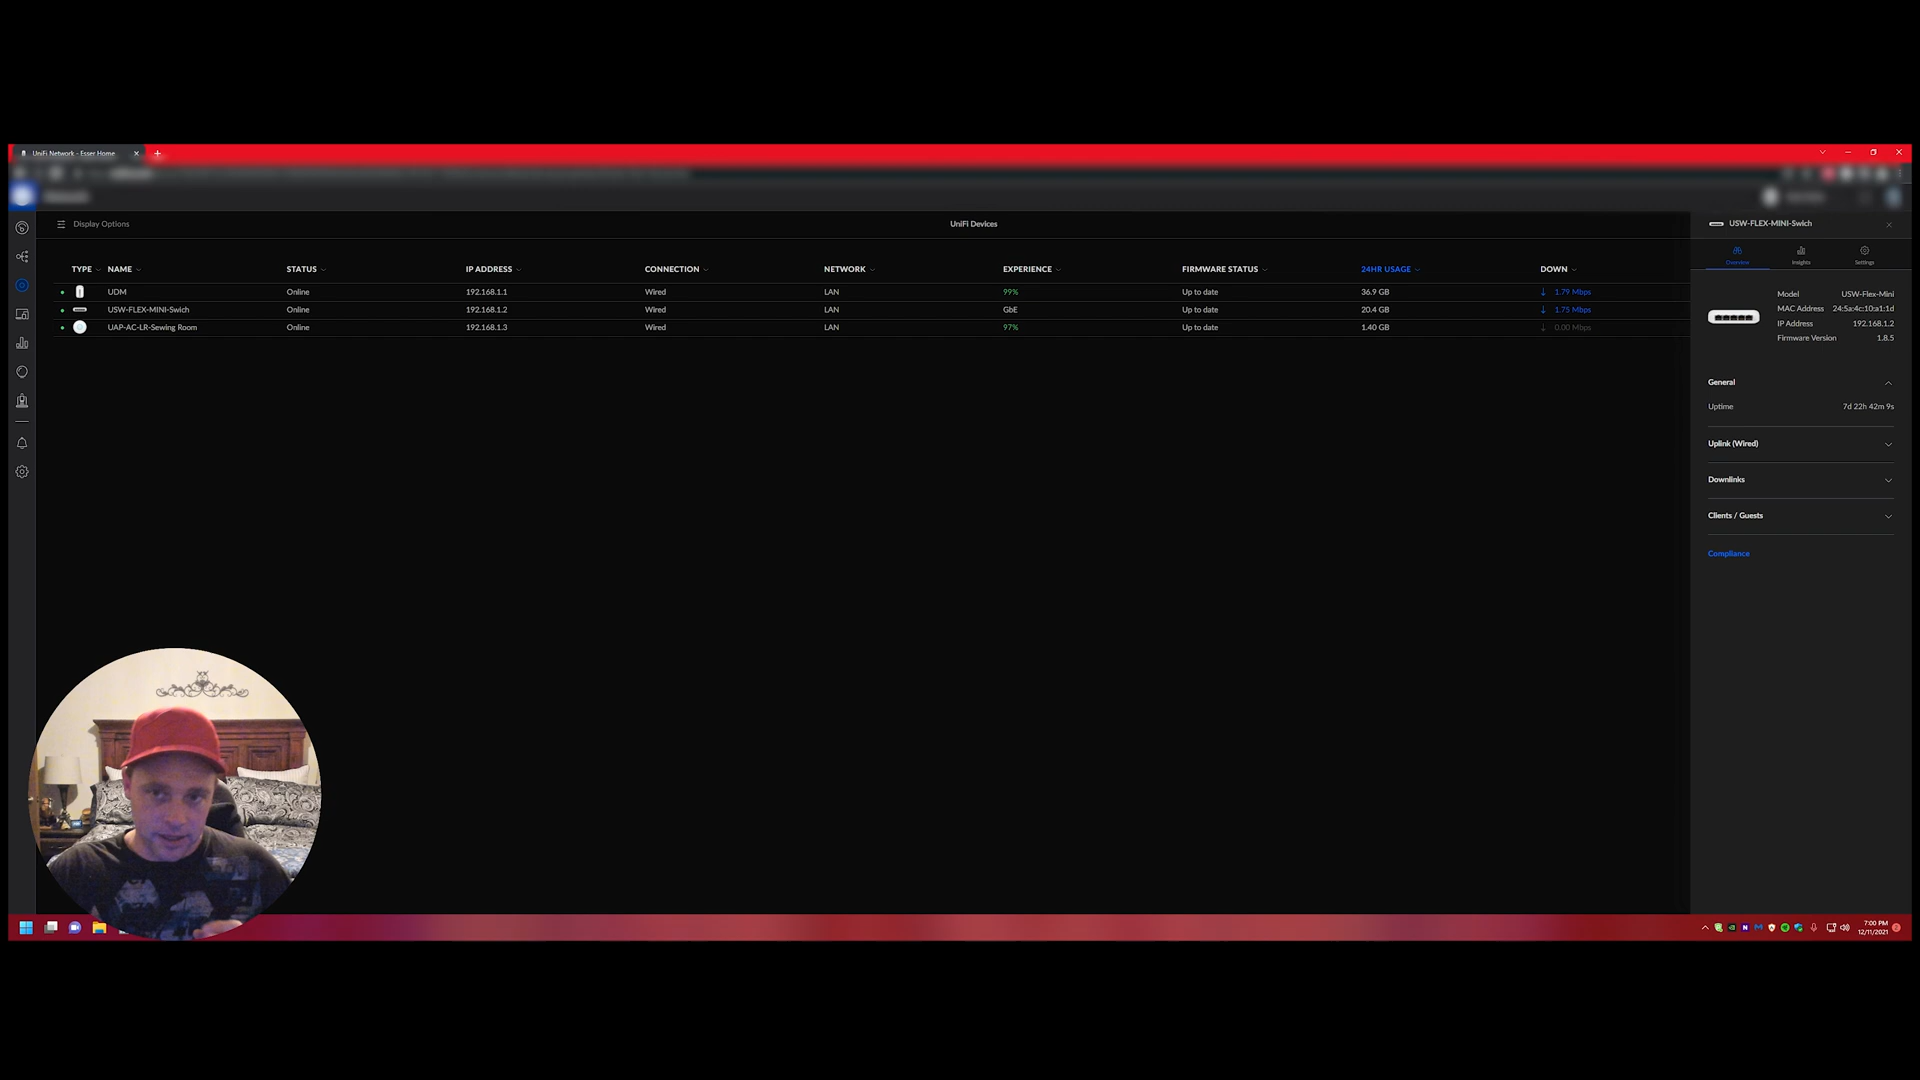 UniFi Network - Esser Home
Display Options
UniFi Devices
USW-FLEX-MINI-Swich
Overview Insights Settings
TYPE NAME STATUS IP ADDRESS CONNECTION NETWORK EXPERIENCE FIRMWARE STATUS 24HR USAGE DOWN
UDM Online 192.168.1.1 Wired LAN 99% Up to date 36.9 GB 1.79 Mbps
USW-FLEX-MINI-Swich Online 192.168.1.2 Wired LAN GbE Up to date 20.4 GB 1.75 Mbps
UAP-AC-LR-Sewing Room Online 192.168.1.3 Wired LAN 97% Up to date 1.40 GB 0.00 Mbps
Model USW-Flex-Mini
MAC Address 24:5a:4c:10:a1:1d
IP Address 192.168.1.2
Firmware Version 1.8.5
General
Uptime 7d 22h 42m 9s
Uplink (Wired)
Downlinks
Clients / Guests
Compliance
7:00 PM
12/11/2021
2